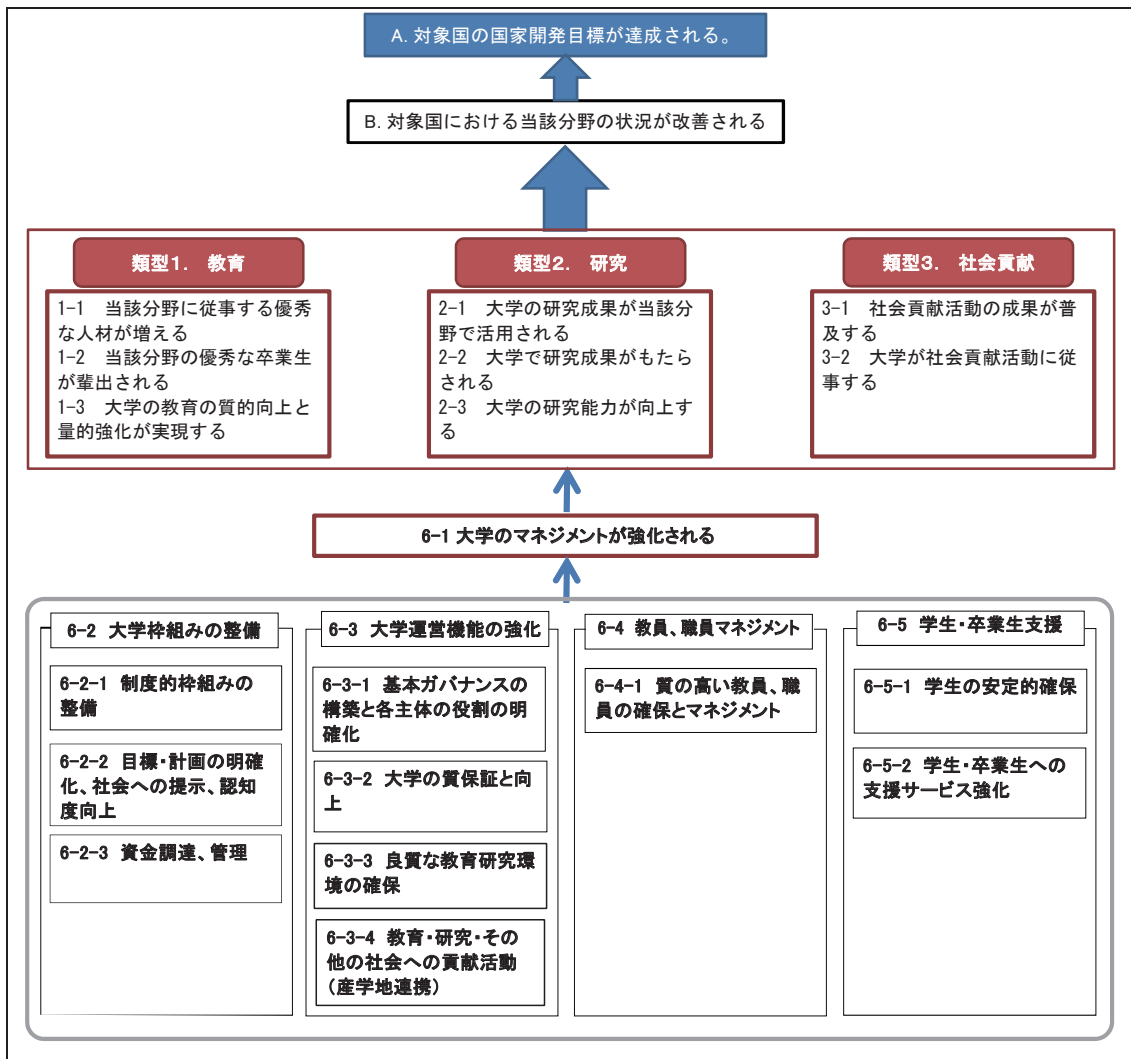 A. 対象国の国家開発目標が達成される。
B. 対象国における当該分野の状況が改善される
類型1. 教育
1-1 当該分野に従事する優秀
な人材が増える
1-2 当該分野の優秀な卒業生
が輩出される
1-3 大学の教育の質的向上と
量的強化が実現する
類型2. 研究
2-1 大学の研究成果が当該分
野で活用される
2-2 大学で研究成果がもたら
される
2-3 大学の研究能力が向上す
る
類型3. 社会貢献
3-1 社会貢献活動の成果が普
及する
3-2 大学が社会貢献活動に従
事する
6-1 大学のマネジメントが強化される
6-2 大学枠組みの整備
6-2-1 制度的枠組みの
整備
6-2-2 目標・計画の明確
化、社会への提示、認知
度向上
6-2-3 資金調達、管理
6-3 大学運営機能の強化
6-3-1 基本ガバナンスの
構築と各主体の役割の明
確化
6-3-2 大学の質保証と向
上
6-3-3 良質な教育研究環
境の確保
6-3-4 教育・研究・その
他の社会への貢献活動
（産学地連携）
6-4 教員、職員マネジメント
6-4-1 質の高い教員、職
員の確保とマネジメント
6-5 学生・卒業生支援
6-5-1 学生の安定的確保
6-5-2 学生・卒業生への
支援サービス強化